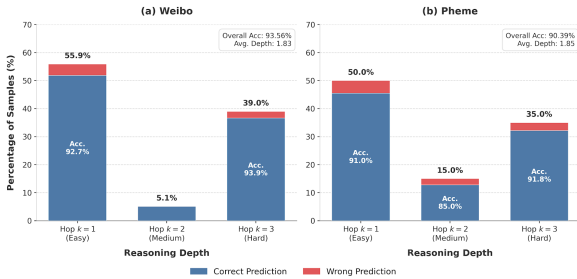 (a) Weibo
Overall Acc: 93.56%
Avg. Depth: 1.83
Percentage of Samples (%)
70
60
50
40
30
20
10
0
55.9%
Acc.
92.7%
5.1%
39.0%
Acc.
93.9%
Hop k = 1
(Easy)
Hop k = 2
(Medium)
Hop k = 3
(Hard)
Reasoning Depth
(b) Pheme
Overall Acc: 90.39%
Avg. Depth: 1.85
70
60
50
40
30
20
10
0
50.0%
Acc.
91.0%
15.0%
Acc.
85.0%
35.0%
Acc.
91.8%
Hop k = 1
(Easy)
Hop k = 2
(Medium)
Hop k = 3
(Hard)
Reasoning Depth
Correct Prediction
Wrong Prediction